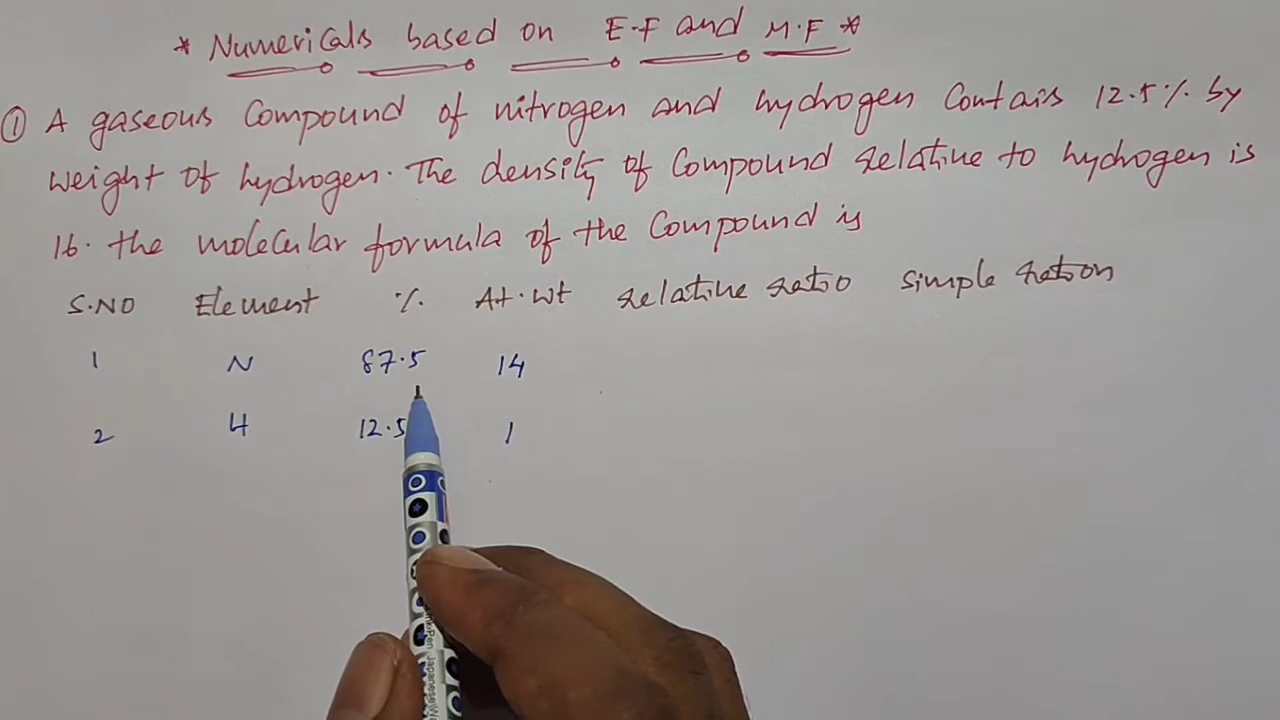 * Numericals based on E.F and M.F *
① A gaseous Compound of nitrogen and hydrogen Contais 12.5% by
weight of hydrogen. The density of Compound relative to hydrogen is
16. the molecular formula of the Compound is
S.NO Element % At.wt relative ratio simple ration
1 N 87.5 14
2 H 12.5 1